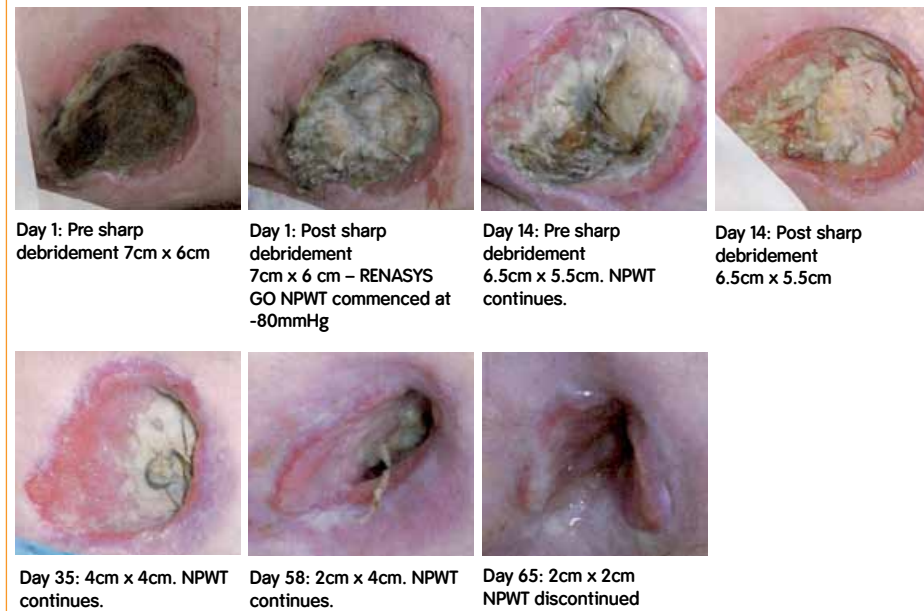 Day 1: Pre sharp
debridement 7cm x 6cm
Day 1: Post sharp
debridement
7cm x 6 cm – RENASYS
GO NPWT commenced at
-80mmHg
Day 14: Pre sharp
debridement
6.5cm x 5.5cm. NPWT
continues.
Day 14: Post sharp
debridement
6.5cm x 5.5cm
Day 35: 4cm x 4cm. NPWT
continues.
Day 58: 2cm x 4cm. NPWT
continues.
Day 65: 2cm x 2cm
NPWT discontinued